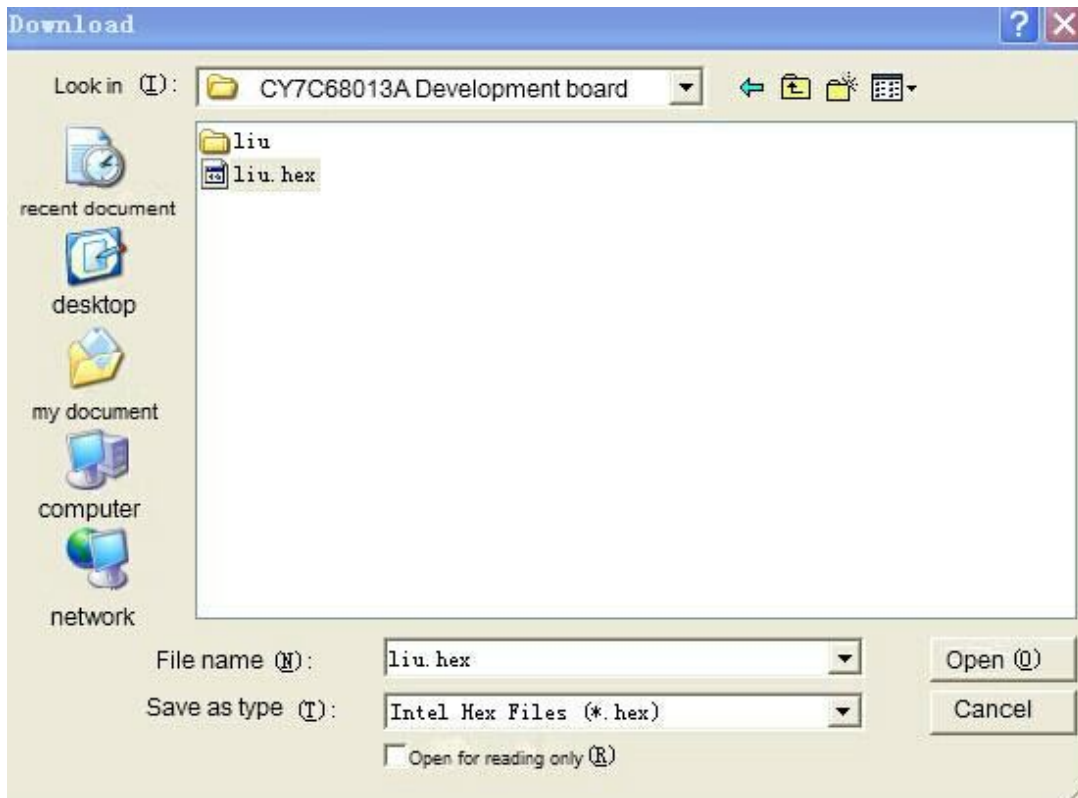 Download
Look in (I):
CY7C68013A Development board
liu
liu.hex
recent document
desktop
my document
computer
network
File name (N):
liu.hex
Open (O)
Save as type (T):
Intel Hex Files (*.hex)
Cancel
Open for reading only (R)